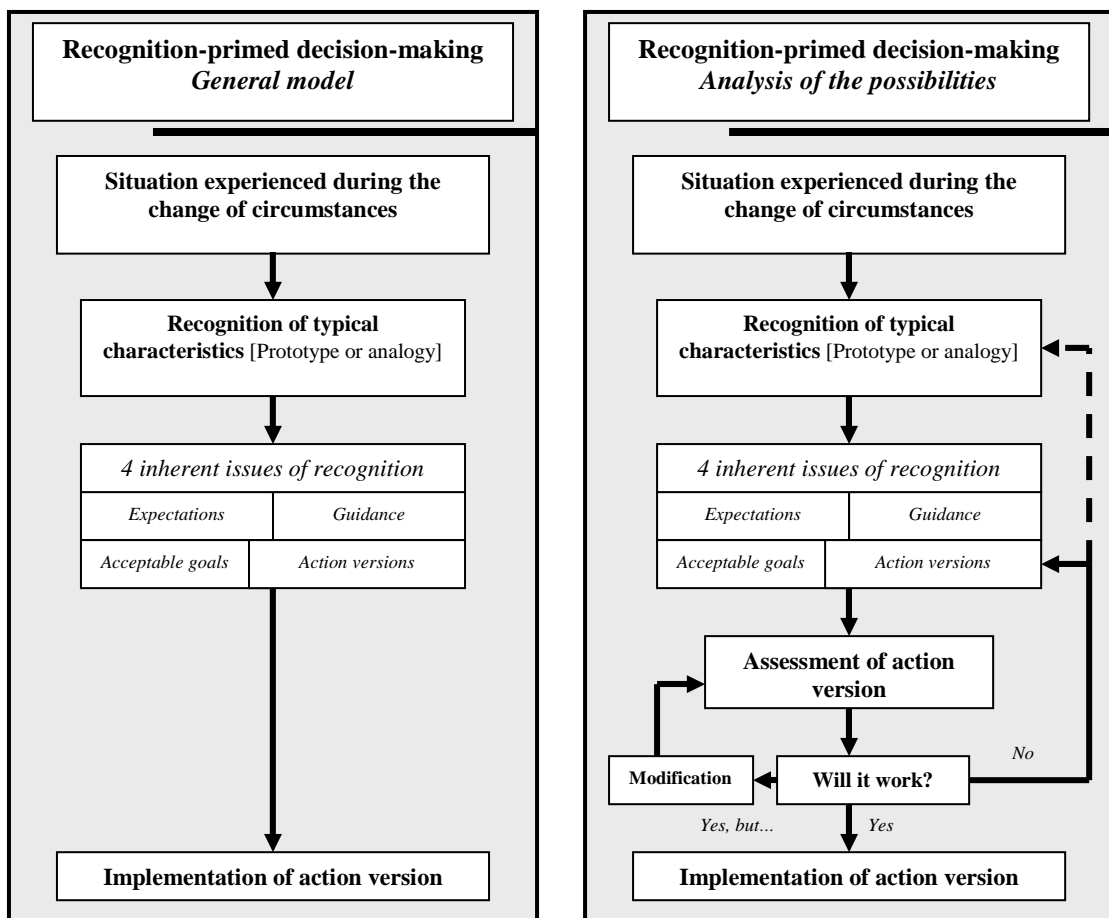 Recognition-primed decision-making
General model
Situation experienced during the
change of circumstances
Recognition of typical
characteristics [Prototype or analogy]
4 inherent issues of recognition
Expectations
Guidance
Acceptable goals
Action versions
Implementation of action version
Recognition-primed decision-making
Analysis of the possibilities
Situation experienced during the
change of circumstances
Recognition of typical
characteristics [Prototype or analogy]
4 inherent issues of recognition
Expectations
Guidance
Acceptable goals
Action versions
Assessment of action
version
No
Modification
Will it work?
Yes, but…
Yes
Implementation of action version